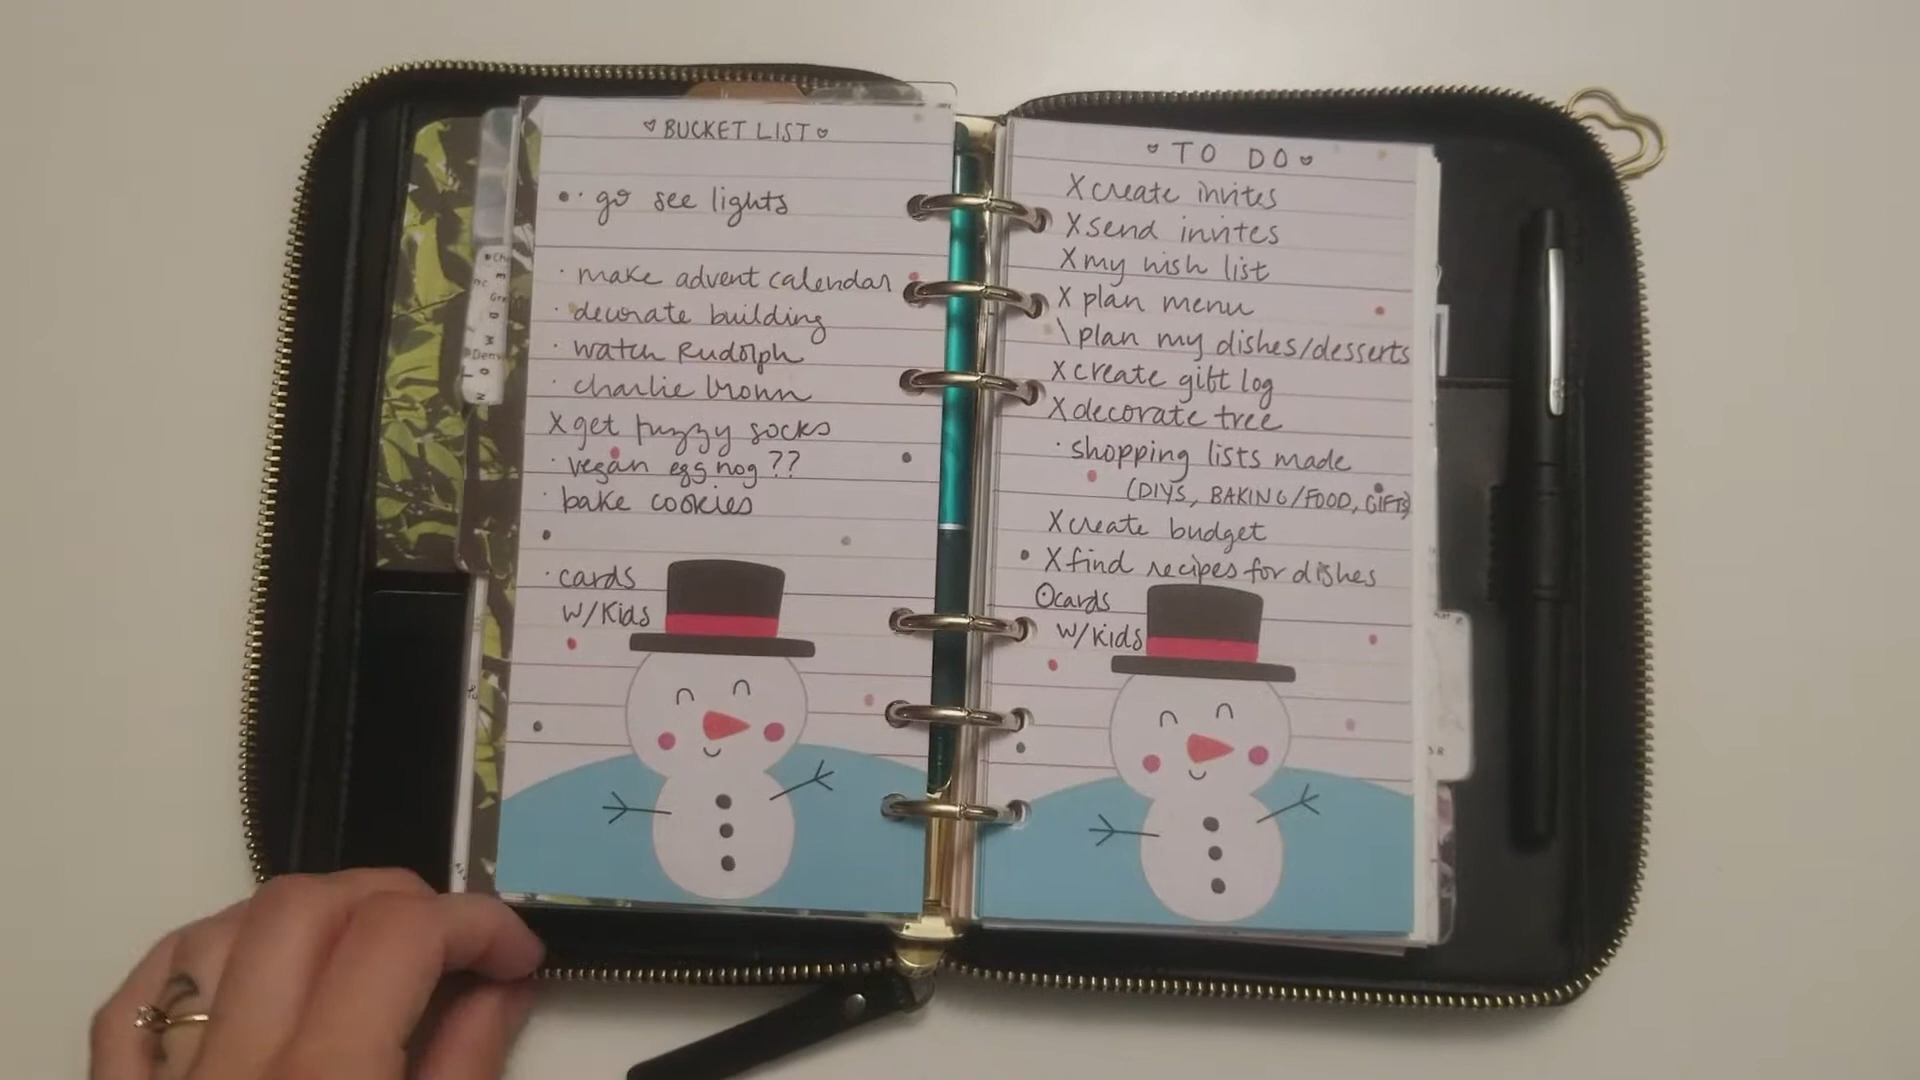 BUCKET LIST
· go see lights
· make advent calendar
· decorate building
· watch Rudolph
· charlie brown
X get fuzzy socks
· vegan egg nog ??
· bake cookies
· cards
w/Kids
TO DO
X create invites
X send invites
X my wish list
X plan menu
\ plan my dishes/desserts
X create gift log
X decorate tree
· shopping lists made
(DIYS, BAKING/FOOD, GIFTS)
X create budget
X find recipes for dishes
O cards
w/kids